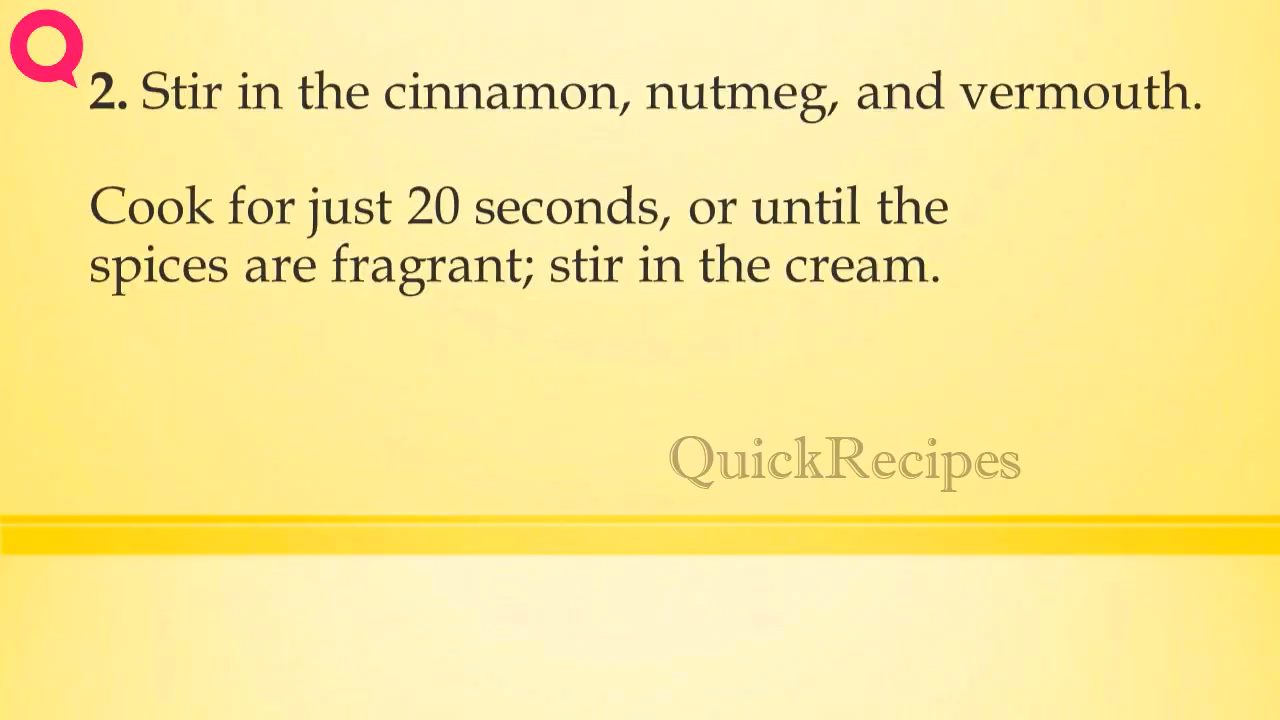 2. Stir in the cinnamon, nutmeg, and vermouth.
Cook for just 20 seconds, or until the
spices are fragrant; stir in the cream.
QuickRecipes